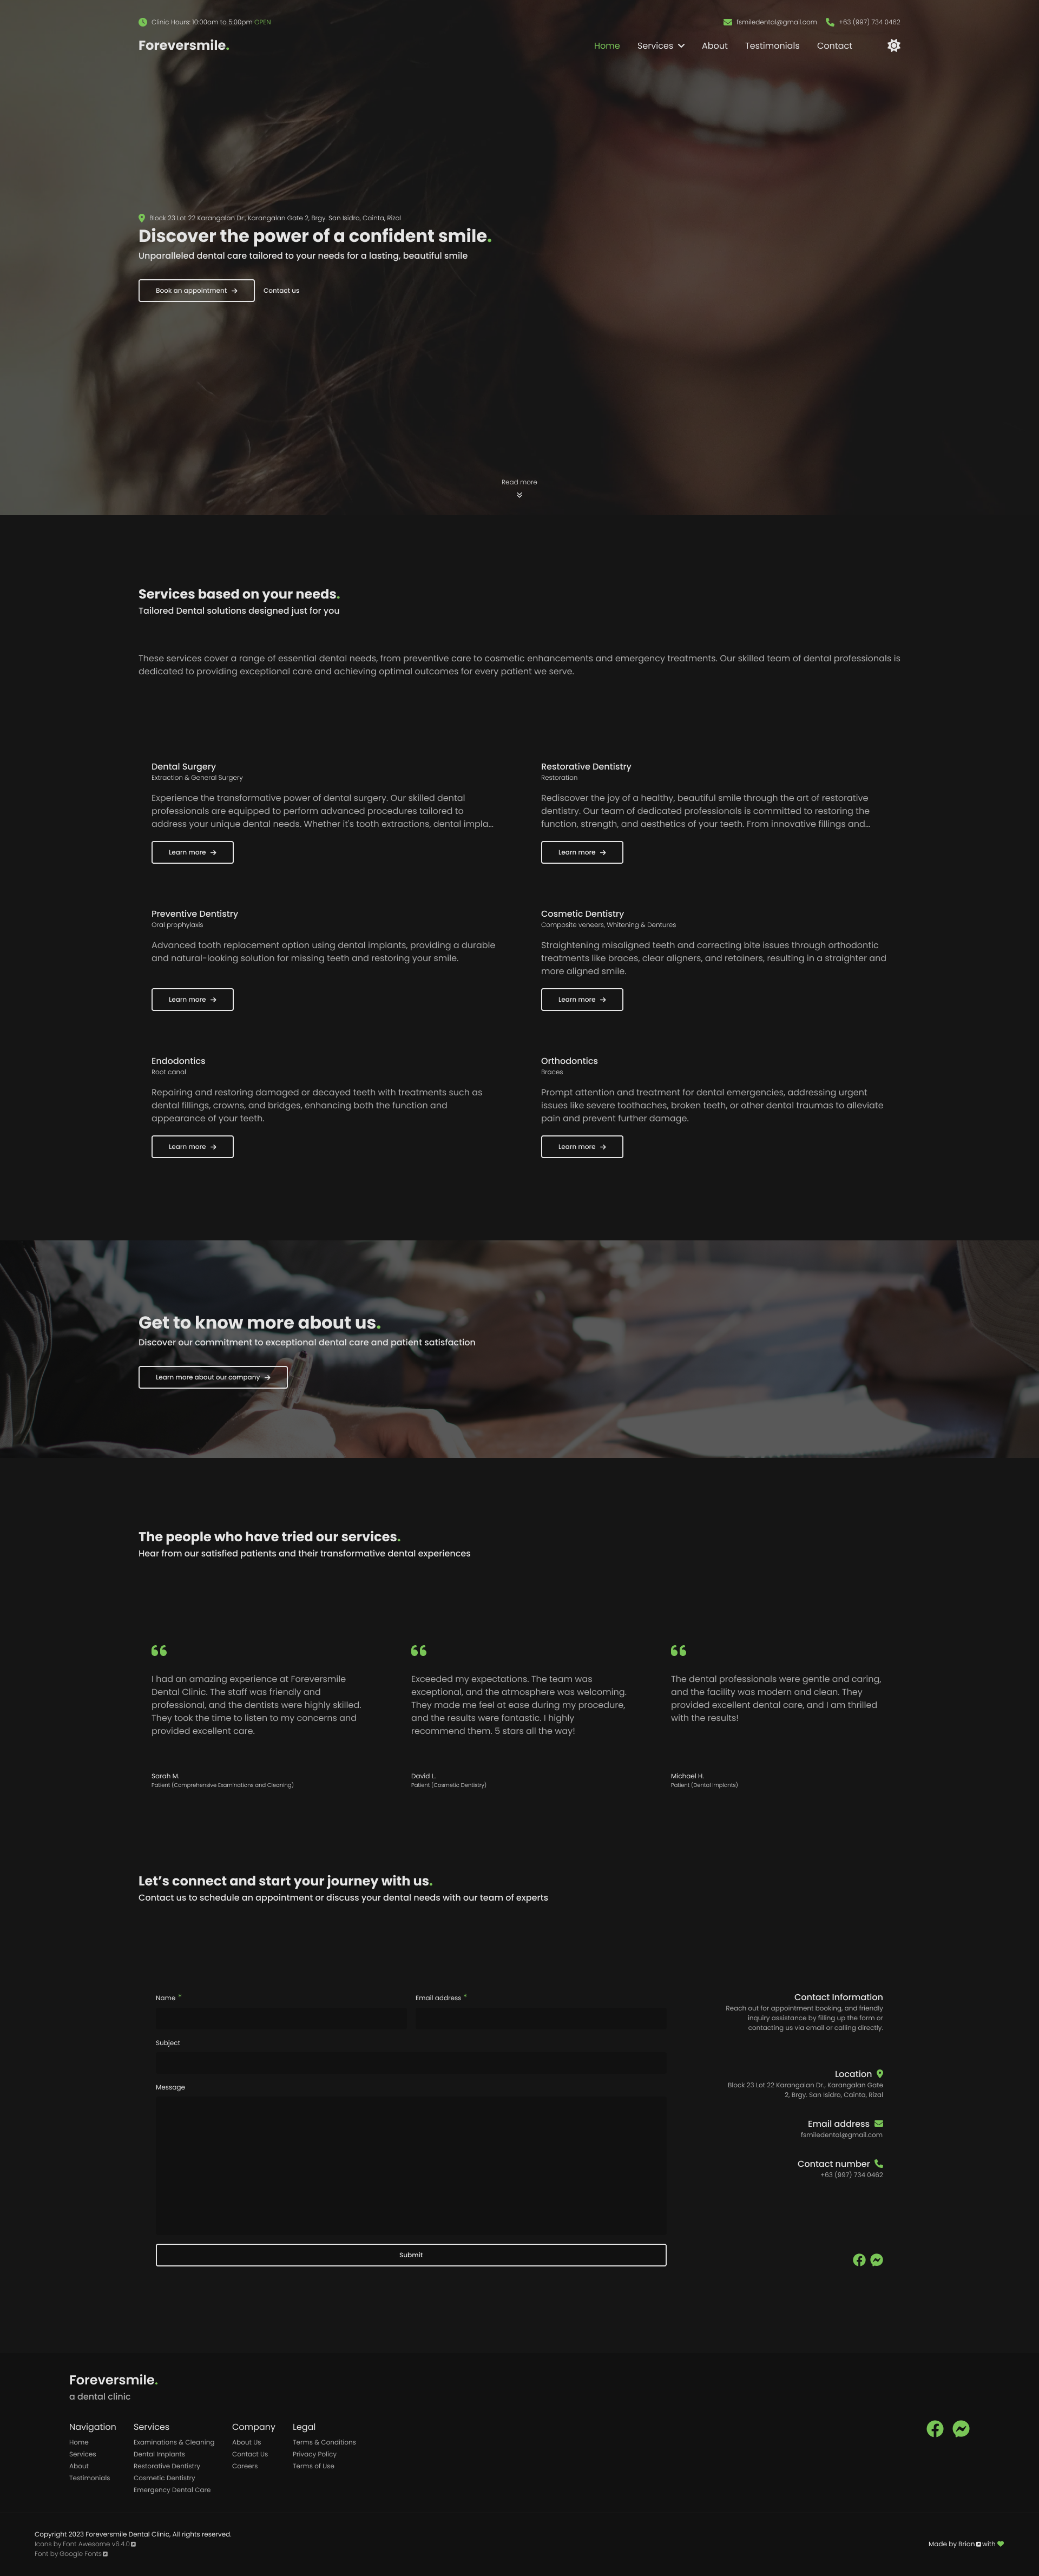 Clinic Hours: 10:00am to 5:00pm OPEN
fsmiledental@gmail.com
+63 (997) 734 0462
Foreversmile.
Home
Services
About
Testimonials
Contact
Block 23 Lot 22 Karangalan Dr., Karangalan Gate 2, Brgy. San Isidro, Cainta, Rizal
Discover the power of a confident smile.
Unparalleled dental care tailored to your needs for a lasting, beautiful smile
Book an appointment
Contact us
Read more
Services based on your needs.
Tailored Dental solutions designed just for you
These services cover a range of essential dental needs, from preventive care to cosmetic enhancements and emergency treatments. Our skilled team of dental professionals is
dedicated to providing exceptional care and achieving optimal outcomes for every patient we serve.
Dental Surgery
Extraction & General Surgery
Experience the transformative power of dental surgery. Our skilled dental
professionals are equipped to perform advanced procedures tailored to
address your unique dental needs. Whether it's tooth extractions, dental impla...
Learn more
Restorative Dentistry
Restoration
Rediscover the joy of a healthy, beautiful smile through the art of restorative
dentistry. Our team of dedicated professionals is committed to restoring the
function, strength, and aesthetics of your teeth. From innovative fillings and...
Learn more
Preventive Dentistry
Oral prophylaxis
Advanced tooth replacement option using dental implants, providing a durable
and natural-looking solution for missing teeth and restoring your smile.
Learn more
Cosmetic Dentistry
Composite veneers, Whitening & Dentures
Straightening misaligned teeth and correcting bite issues through orthodontic
treatments like braces, clear aligners, and retainers, resulting in a straighter and
more aligned smile.
Learn more
Endodontics
Root canal
Repairing and restoring damaged or decayed teeth with treatments such as
dental fillings, crowns, and bridges, enhancing both the function and
appearance of your teeth.
Learn more
Orthodontics
Braces
Prompt attention and treatment for dental emergencies, addressing urgent
issues like severe toothaches, broken teeth, or other dental traumas to alleviate
pain and prevent further damage.
Learn more
Get to know more about us.
Discover our commitment to exceptional dental care and patient satisfaction
Learn more about our company
The people who have tried our services.
Hear from our satisfied patients and their transformative dental experiences
I had an amazing experience at Foreversmile
Dental Clinic. The staff was friendly and
professional, and the dentists were highly skilled.
They took the time to listen to my concerns and
provided excellent care.
Sarah M.
Patient (Comprehensive Examinations and Cleaning)
Exceeded my expectations. The team was
exceptional, and the atmosphere was welcoming.
They made me feel at ease during my procedure,
and the results were fantastic. I highly
recommend them. 5 stars all the way!
David L.
Patient (Cosmetic Dentistry)
The dental professionals were gentle and caring,
and the facility was modern and clean. They
provided excellent dental care, and I am thrilled
with the results!
Michael H.
Patient (Dental Implants)
Let's connect and start your journey with us.
Contact us to schedule an appointment or discuss your dental needs with our team of experts
Name *
Email address *
Subject
Message
Submit
Contact Information
Reach out for appointment booking, and friendly
inquiry assistance by filling up the form or
contacting us via email or calling directly.
Location
Block 23 Lot 22 Karangalan Dr., Karangalan Gate
2, Brgy. San Isidro, Cainta, Rizal
Email address
fsmiledental@gmail.com
Contact number
+63 (997) 734 0462
Foreversmile.
a dental clinic
Navigation
Home
Services
About
Testimonials
Services
Examinations & Cleaning
Dental Implants
Restorative Dentistry
Cosmetic Dentistry
Emergency Dental Care
Company
About Us
Contact Us
Careers
Legal
Terms & Conditions
Privacy Policy
Terms of Use
Copyright 2023 Foreversmile Dental Clinic, All rights reserved.
Icons by Font Awesome v6.4.0
Font by Google Fonts
Made by Brian with